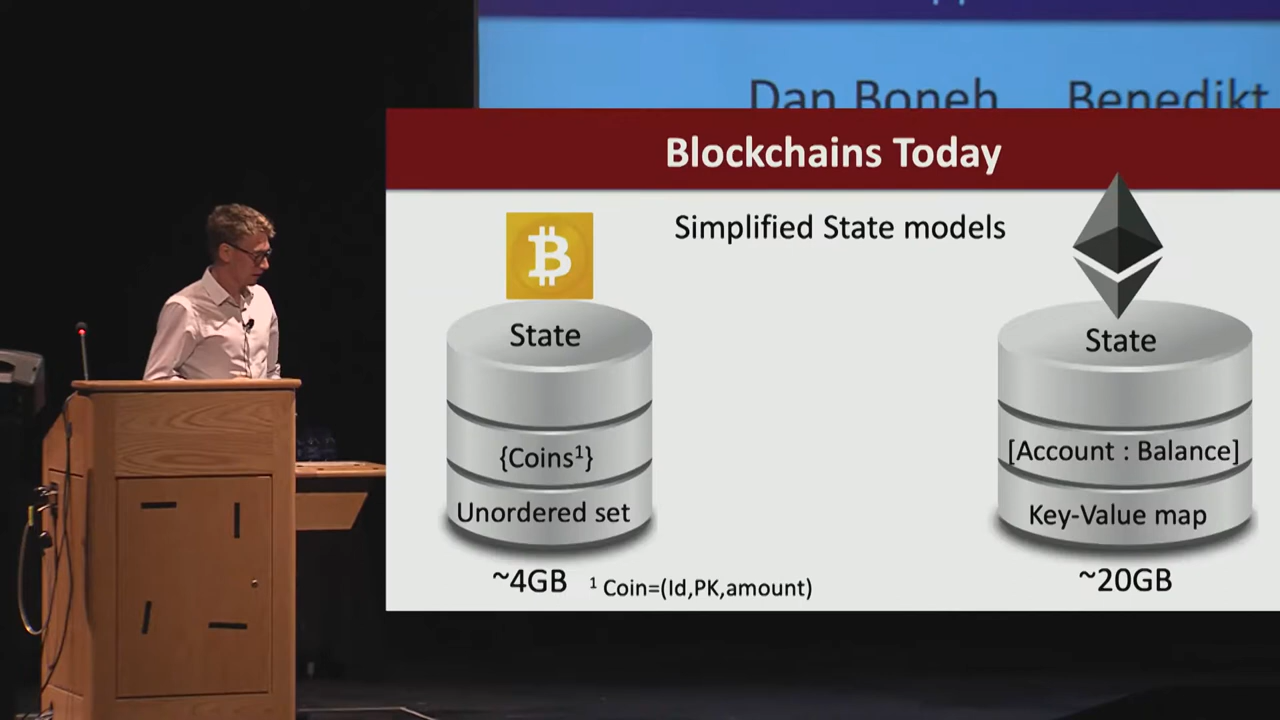 Dan Boneh Benedikt
Blockchains Today
Simplified State models
State
{Coins¹}
Unordered set
~4GB
¹ Coin=(Id,PK,amount)
State
[Account : Balance]
Key-Value map
~20GB